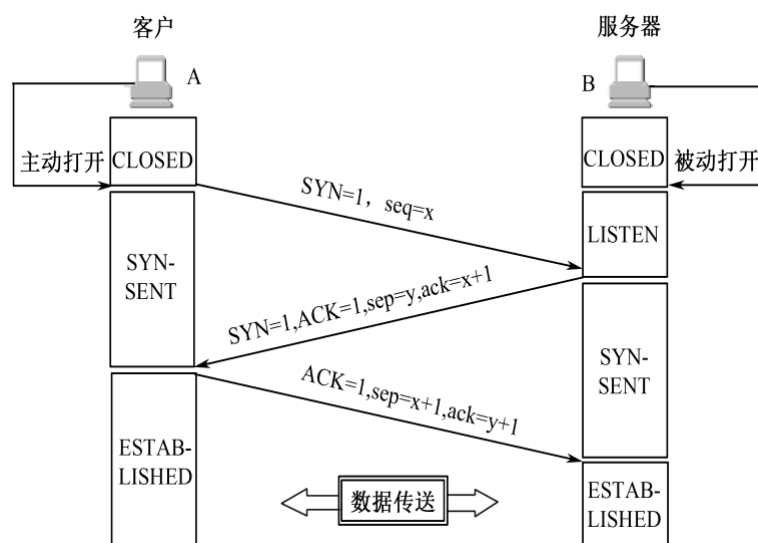 客户
服务器
A
B
主动打开
CLOSED
CLOSED
被动打开
SYN=1，seq=x
LISTEN
SYN-
SENT
SYN=1,ACK=1,sep=y,ack=x+1
SYN-
SENT
ACK=1,sep=x+1,ack=y+1
ESTAB-
LISHED
数据传送
ESTAB-
LISHED